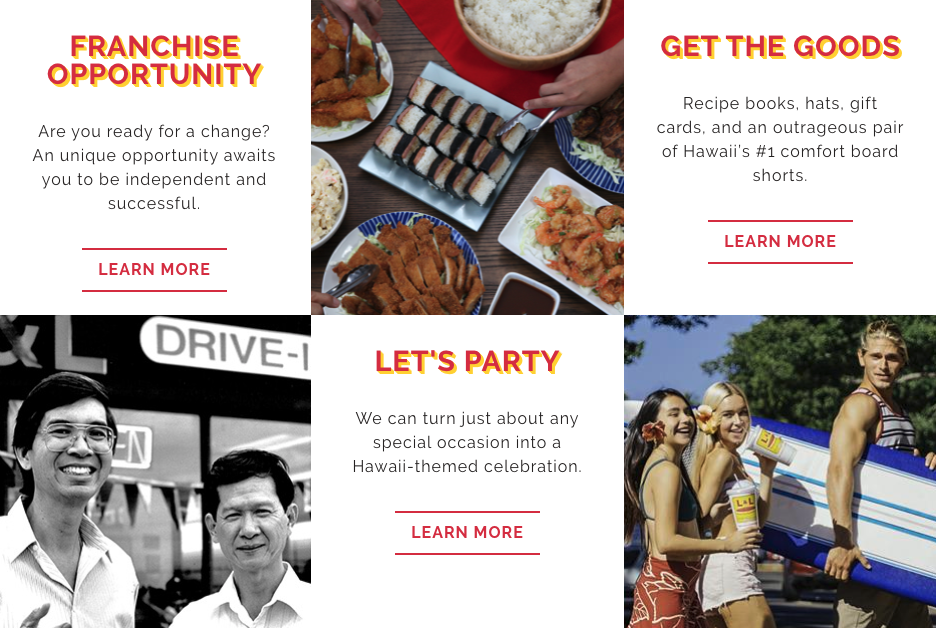 FRANCHISE
OPPORTUNITY
Are you ready for a change?
An unique opportunity awaits
you to be independent and
successful.
LEARN MORE
GET THE GOODS
Recipe books, hats, gift
cards, and an outrageous pair
of Hawaii's #1 comfort board
shorts.
LEARN MORE
& L
DRIVE-I
EN
LET'S PARTY
We can turn just about any
special occasion into a
Hawaii-themed celebration.
LEARN MORE
L&L
L&L